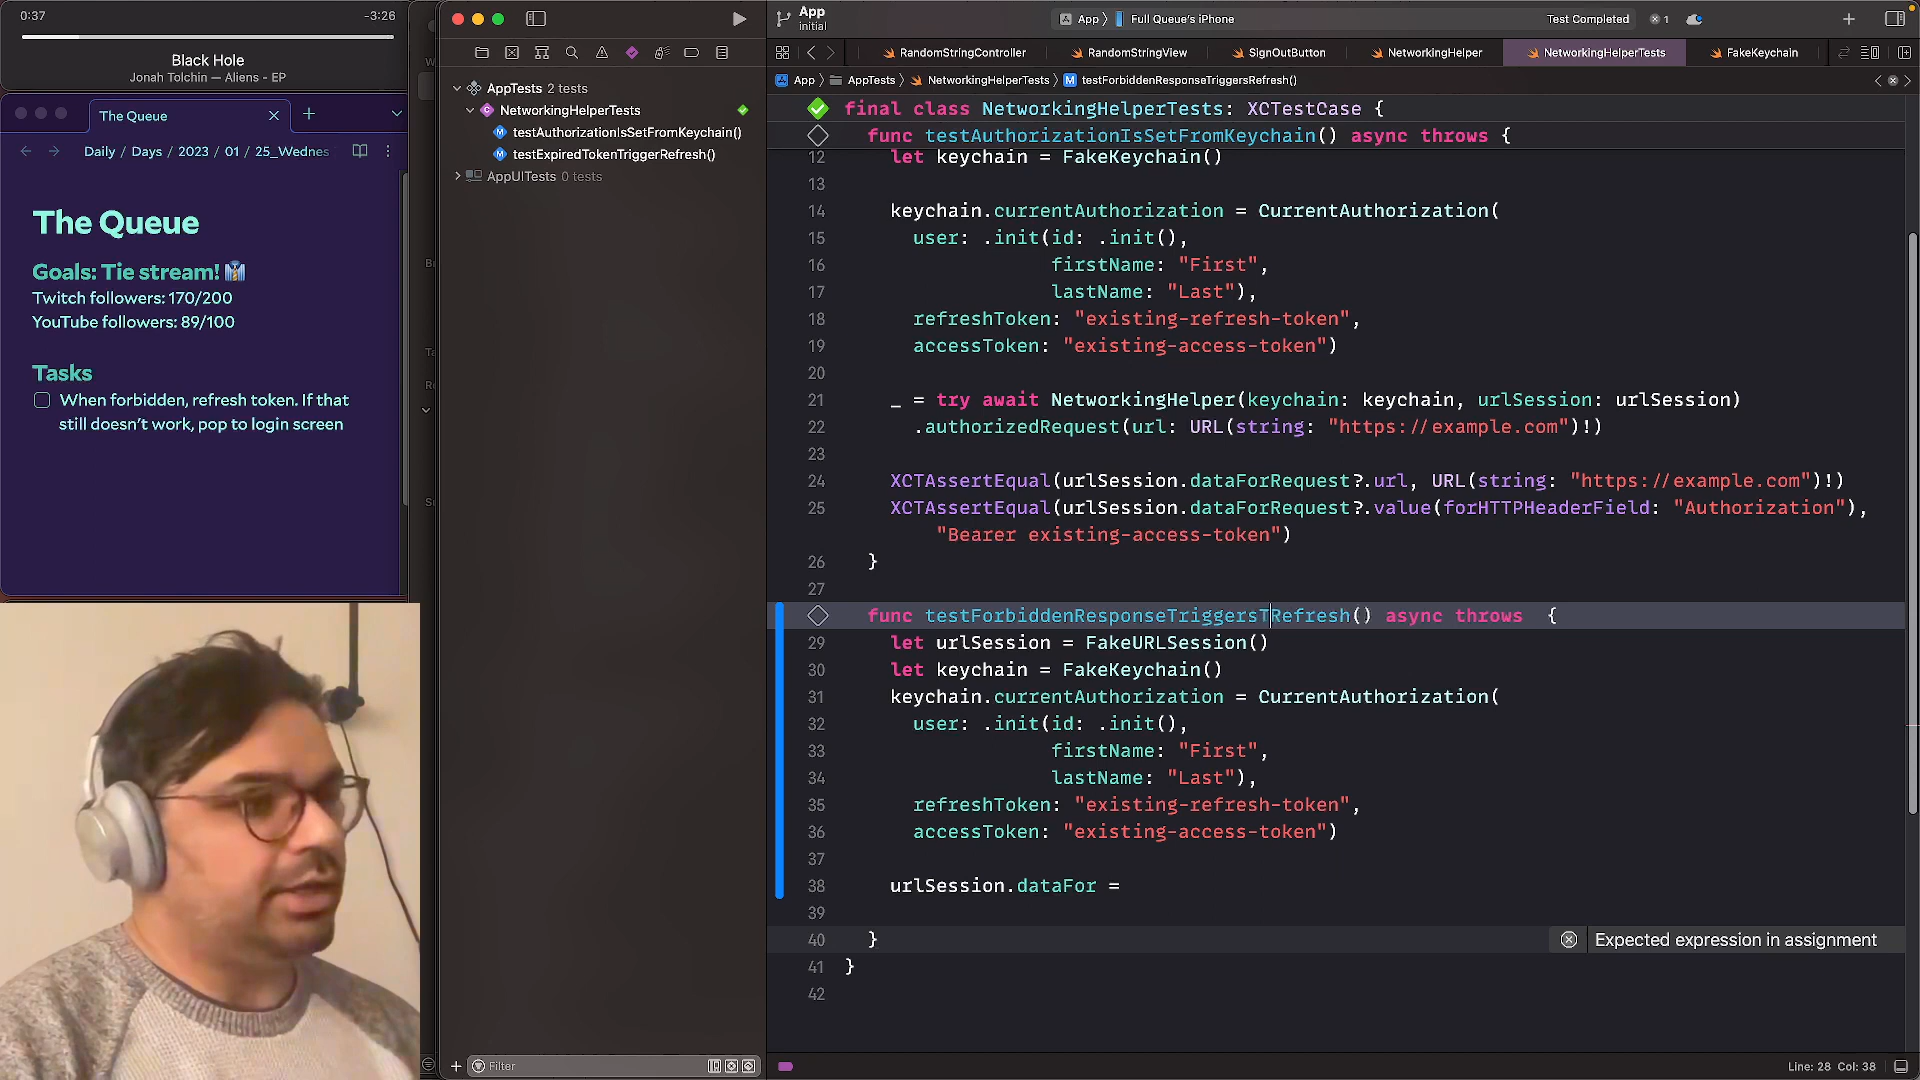 0:37
-3:26
Black Hole
Jonah Tolchin — Aliens - EP
The Queue
Daily / Days / 2023 / 01 / 25_Wednes
The Queue
Goals: Tie stream! 👔
Twitch followers: 170/200
YouTube followers: 89/100
Tasks
When forbidden, refresh token. If that
still doesn't work, pop to login screen
App
initial
App 〉 Full Queue's iPhone
Test Completed
1
RandomStringController
RandomStringView
SignOutButton
NetworkingHelper
NetworkingHelperTests
FakeKeychain
App 〉 AppTests 〉 NetworkingHelperTests 〉 M testForbiddenResponseTriggersRefresh()
AppTests 2 tests
C NetworkingHelperTests
M testAuthorizationIsSetFromKeychain()
M testExpiredTokenTriggerRefresh()
AppUITests 0 tests
Filter
final class NetworkingHelperTests: XCTestCase {
func testAuthorizationIsSetFromKeychain() async throws {
12 let keychain = FakeKeychain()
13
14 keychain.currentAuthorization = CurrentAuthorization(
15 user: .init(id: .init(),
16 firstName: "First",
17 lastName: "Last"),
18 refreshToken: "existing-refresh-token",
19 accessToken: "existing-access-token")
20
21 _ = try await NetworkingHelper(keychain: keychain, urlSession: urlSession)
22 .authorizedRequest(url: URL(string: "https://example.com")!)
23
24 XCTAssertEqual(urlSession.dataForRequest?.url, URL(string: "https://example.com")!)
25 XCTAssertEqual(urlSession.dataForRequest?.value(forHTTPHeaderField: "Authorization"),
"Bearer existing-access-token")
26 }
27
func testForbiddenResponseTriggersTRefresh() async throws {
29 let urlSession = FakeURLSession()
30 let keychain = FakeKeychain()
31 keychain.currentAuthorization = CurrentAuthorization(
32 user: .init(id: .init(),
33 firstName: "First",
34 lastName: "Last"),
35 refreshToken: "existing-refresh-token",
36 accessToken: "existing-access-token")
37
38 urlSession.dataFor =
39
40 }
Expected expression in assignment
41 }
42
Line: 28 Col: 38